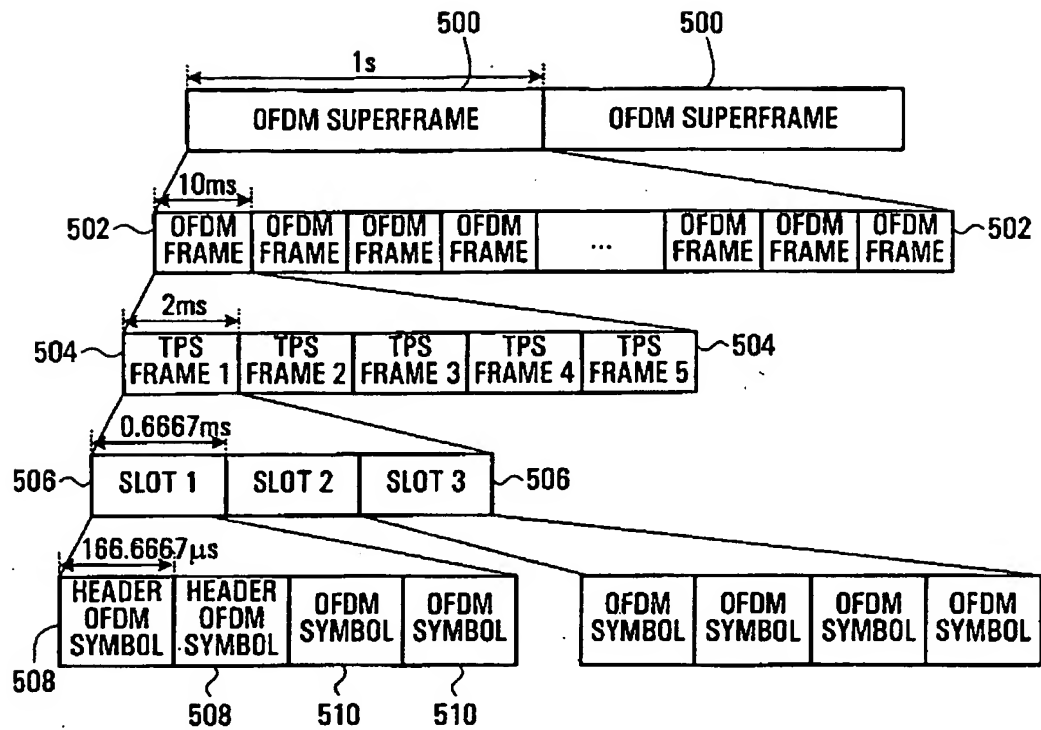 500 500
1s
OFDM SUPERFRAME OFDM SUPERFRAME
10ms
502 OFDM FRAME OFDM FRAME OFDM FRAME OFDM FRAME ... OFDM FRAME OFDM FRAME OFDM FRAME 502
2ms
504 TPS FRAME 1 TPS FRAME 2 TPS FRAME 3 TPS FRAME 4 TPS FRAME 5 504
0.6667ms
506 SLOT 1 SLOT 2 SLOT 3 506
166.6667μs
HEADER OFDM SYMBOL HEADER OFDM SYMBOL OFDM SYMBOL OFDM SYMBOL OFDM SYMBOL OFDM SYMBOL OFDM SYMBOL OFDM SYMBOL
508 508 510 510